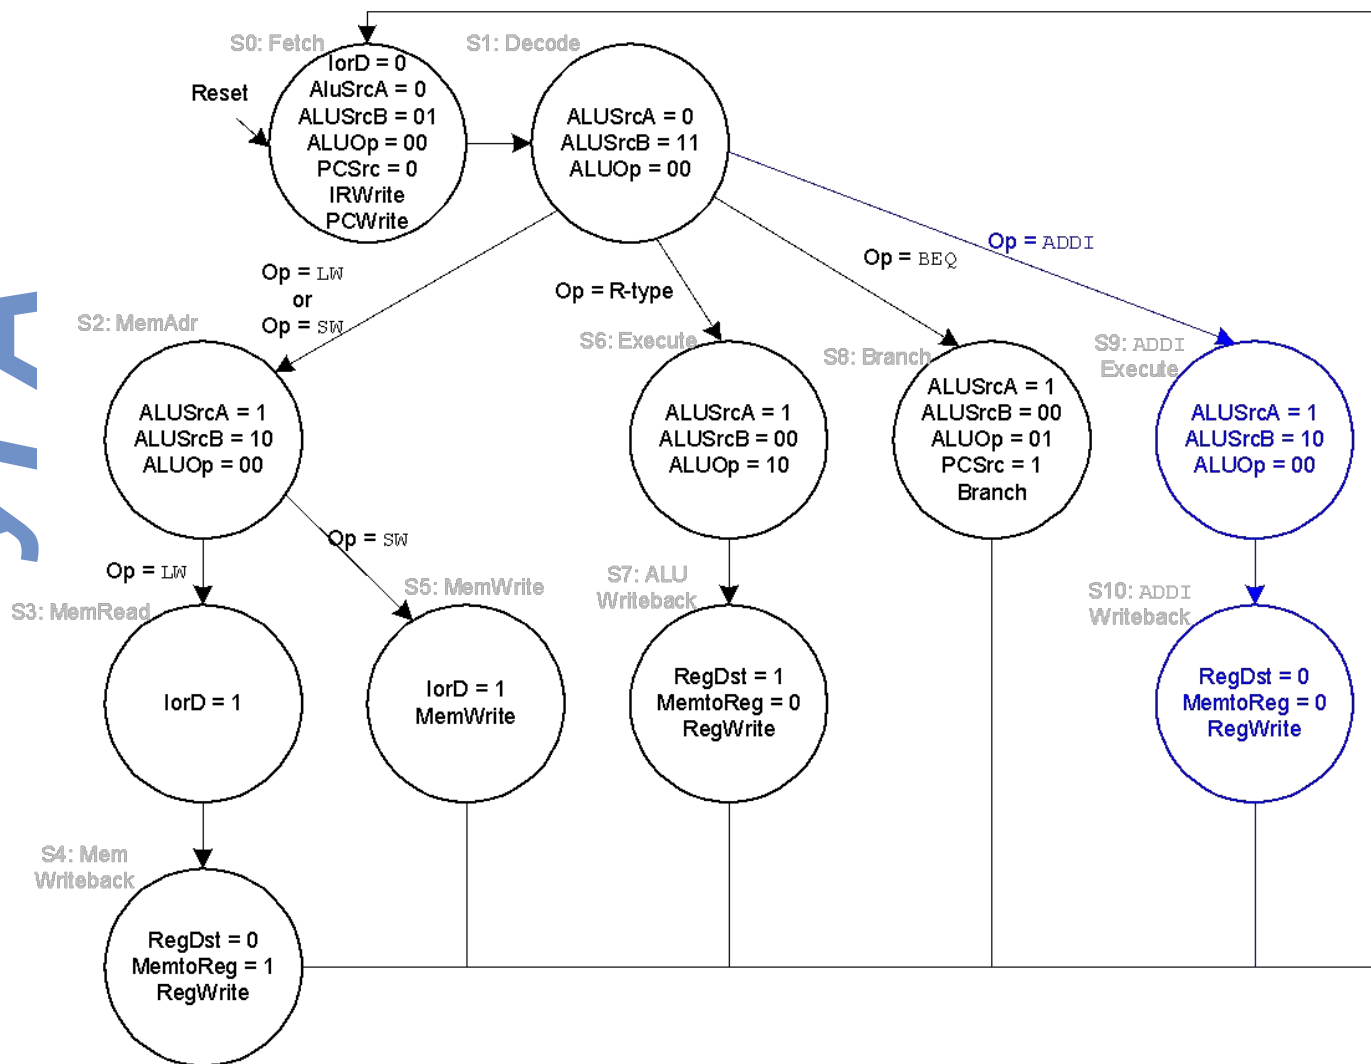 S0: Fetch
IorD = 0
AluSrcA = 0
ALUSrcB = 01
ALUOp = 00
PCSrc = 0
IRWrite
PCWrite
Reset
S1: Decode
ALUSrcA = 0
ALUSrcB = 11
ALUOp = 00
Op = LW
or
Op = SW
Op = R-type
Op = BEQ
Op = ADDI
S2: MemAdr
ALUSrcA = 1
ALUSrcB = 10
ALUOp = 00
S6: Execute
ALUSrcA = 1
ALUSrcB = 00
ALUOp = 10
S8: Branch
ALUSrcA = 1
ALUSrcB = 00
ALUOp = 01
PCSrc = 1
Branch
S9: ADDI
Execute
ALUSrcA = 1
ALUSrcB = 10
ALUOp = 00
Op = LW
Op = SW
S3: MemRead
IorD = 1
S5: MemWrite
IorD = 1
MemWrite
S7: ALU
Writeback
RegDst = 1
MemtoReg = 0
RegWrite
S10: ADDI
Writeback
RegDst = 0
MemtoReg = 0
RegWrite
S4: Mem
Writeback
RegDst = 0
MemtoReg = 1
RegWrite